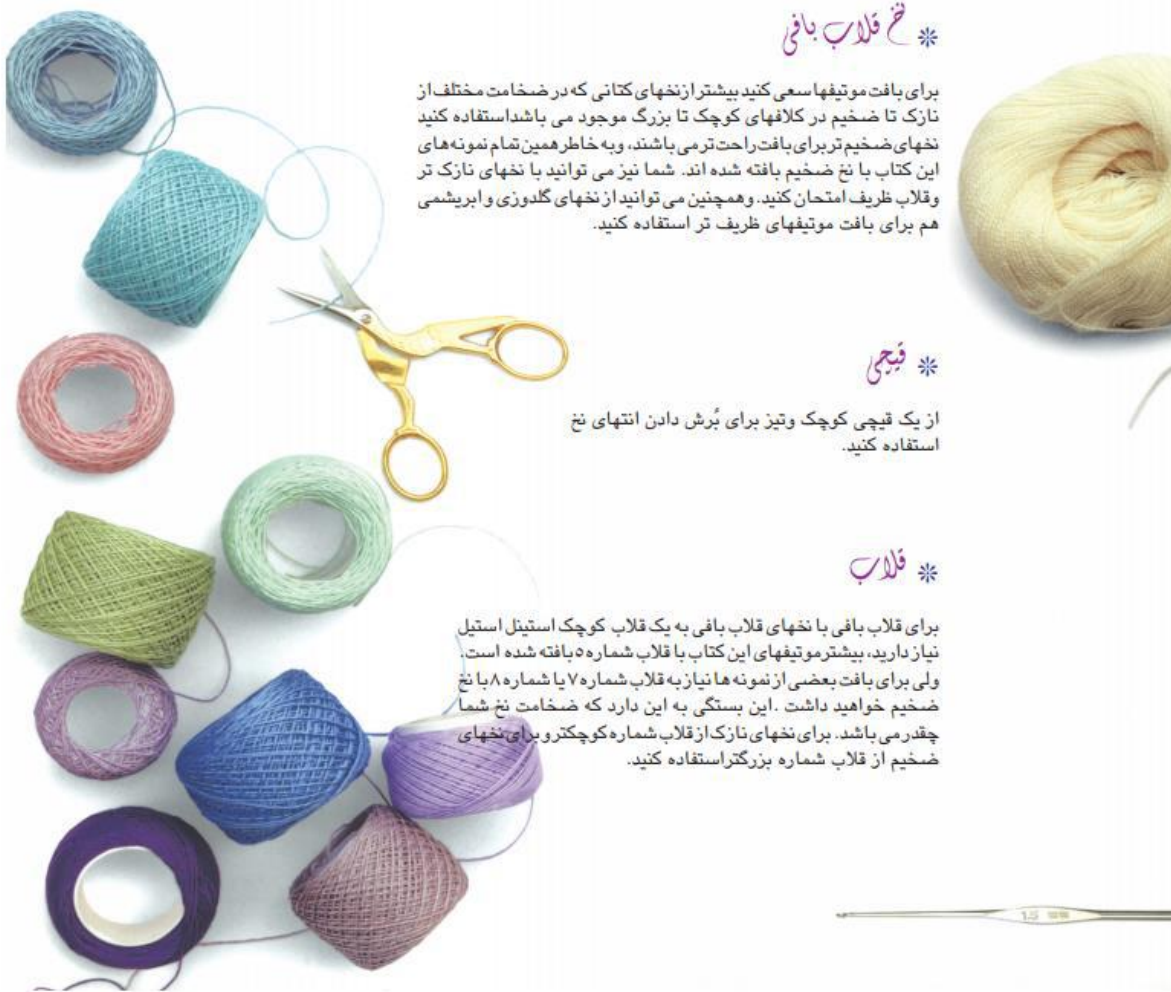 نخ قلاب بافی
برای بافت موتیفها سعی کنید بیشتر از نخهای کتانی که در ضخامت مختلف از
نازک تا ضخیم در کلافهای کوچک تا بزرگ موجود می باشد استفاده کنید
نخهای ضخیم تر برای بافت راحت تر می باشند، و به خاطر همین تمام نمونه های
این کتاب با نخ ضخیم بافته شده اند. شما نیز می توانید با نخهای نازک تر
وقلاب ظریف امتحان کنید. وهمچنین می توانید از نخهای گلدوزی و ابریشمی
هم برای بافت موتیفهای ظریف تر استفاده کنید.
قیچی
از یک قیچی کوچک وتیز برای بُرش دادن انتهای نخ
استفاده کنید.
قلاب
برای قلاب بافی با نخهای قلاب بافی به یک قلاب کوچک استینل استیل
نیاز دارید، بیشتر موتیفهای این کتاب با قلاب شماره ۵ بافته شده است.
ولی برای بافت بعضی از نمونه ها نیاز به قلاب شماره ۷ یا شماره ۸ با نخ
ضخیم خواهید داشت .این بستگی به این دارد که ضخامت نخ شما
چقدر می باشد. برای نخهای نازک از قلاب شماره کوچکتر و برای نخهای
ضخیم از قلاب شماره بزرگتر استفاده کنید.
1.5